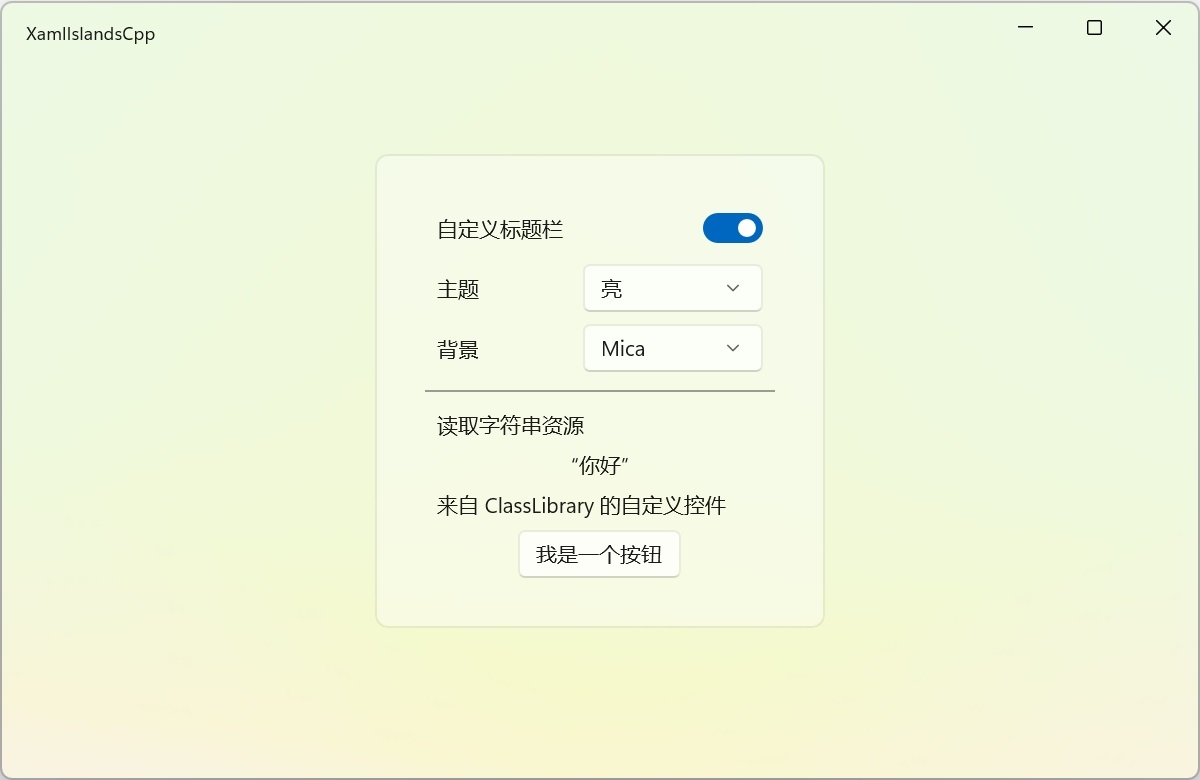 XamlIslandsCpp
自定义标题栏
主题
亮
背景
Mica
读取字符串资源
“你好”
来自 ClassLibrary 的自定义控件
我是一个按钮